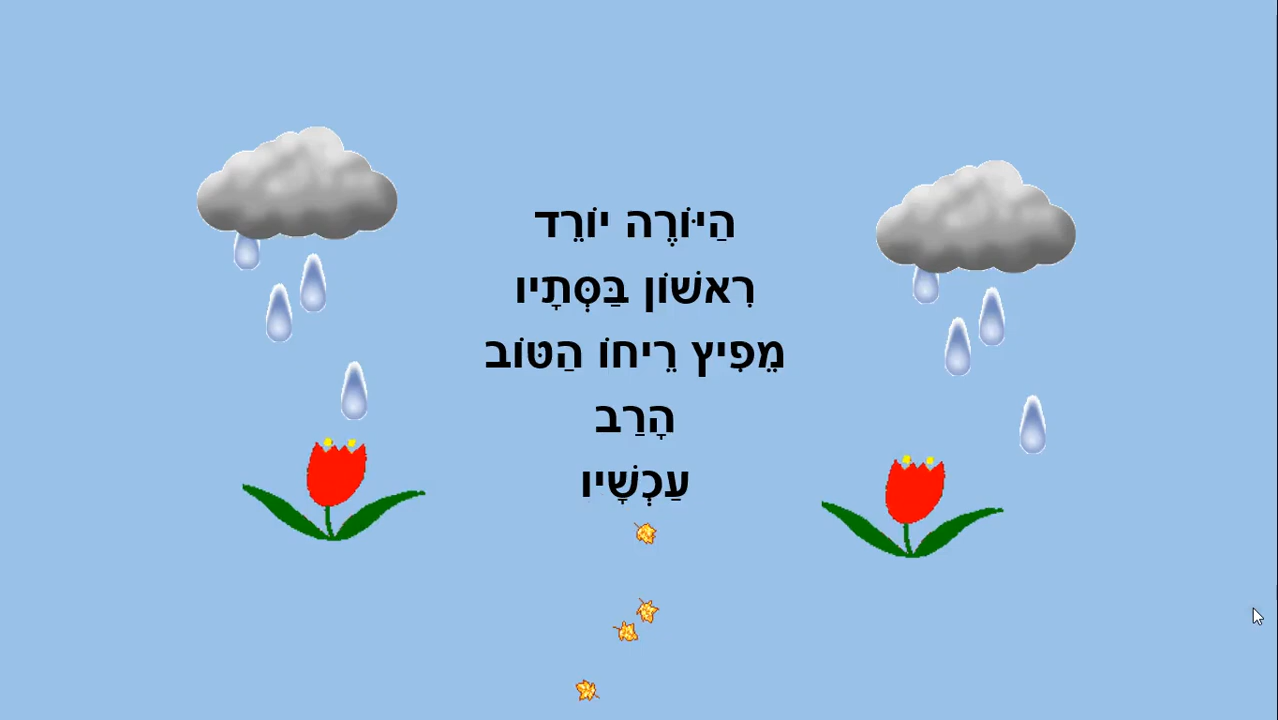 הַיּוֹרֶה יוֹרֵד
רִאשׁוֹן בַּסְּתָיו
מֵפִיץ רֵיחוֹ הַטּוֹב
הָרַב
עַכְשָׁיו